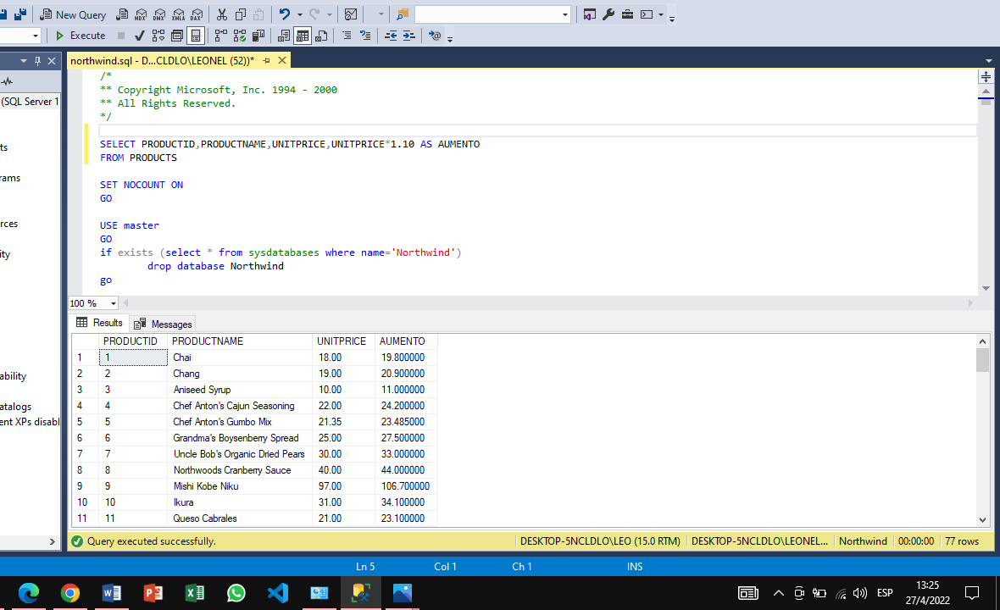 New Query
MDX DMX XMLA DAX
Execute
northwind.sql - D...CLDLO\LEONEL (52))*
(SQL Server 1
ts
rams
rces
ity
ability
atalogs
ent XPs disabl
/*
** Copyright Microsoft, Inc. 1994 - 2000
** All Rights Reserved.
*/
SELECT PRODUCTID,PRODUCTNAME,UNITPRICE,UNITPRICE*1.10 AS AUMENTO
FROM PRODUCTS
SET NOCOUNT ON
GO
USE master
GO
if exists (select * from sysdatabases where name='Northwind')
drop database Northwind
go
100 %
Results Messages
PRODUCTID PRODUCTNAME UNITPRICE AUMENTO
1 1 Chai 18.00 19.800000
2 2 Chang 19.00 20.900000
3 3 Aniseed Syrup 10.00 11.000000
4 4 Chef Anton's Cajun Seasoning 22.00 24.200000
5 5 Chef Anton's Gumbo Mix 21.35 23.485000
6 6 Grandma's Boysenberry Spread 25.00 27.500000
7 7 Uncle Bob's Organic Dried Pears 30.00 33.000000
8 8 Northwoods Cranberry Sauce 40.00 44.000000
9 9 Mishi Kobe Niku 97.00 106.700000
10 10 Ikura 31.00 34.100000
11 11 Queso Cabrales 21.00 23.100000
Query executed successfully. DESKTOP-5NCLDLO\LEO (15.0 RTM) DESKTOP-5NCLDLO\LEONEL... Northwind 00:00:00 77 rows
Ln 5 Col 1 Ch 1 INS
ESP 13:25
27/4/2022